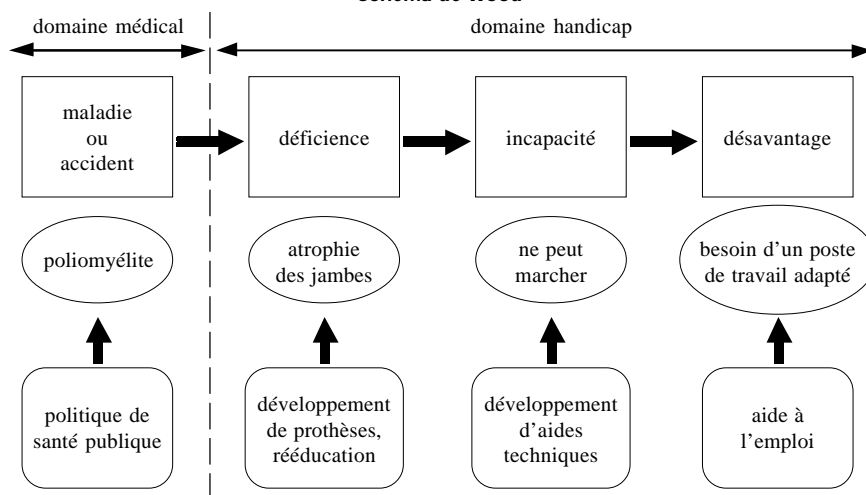 domaine médical
domaine handicap
maladie
ou
accident
déficience
incapacité
désavantage
poliomyélite
atrophie
des jambes
ne peut
marcher
besoin d'un poste
de travail adapté
politique de
santé publique
développement
de prothèses,
rééducation
développement
d'aides
techniques
aide à
l'emploi